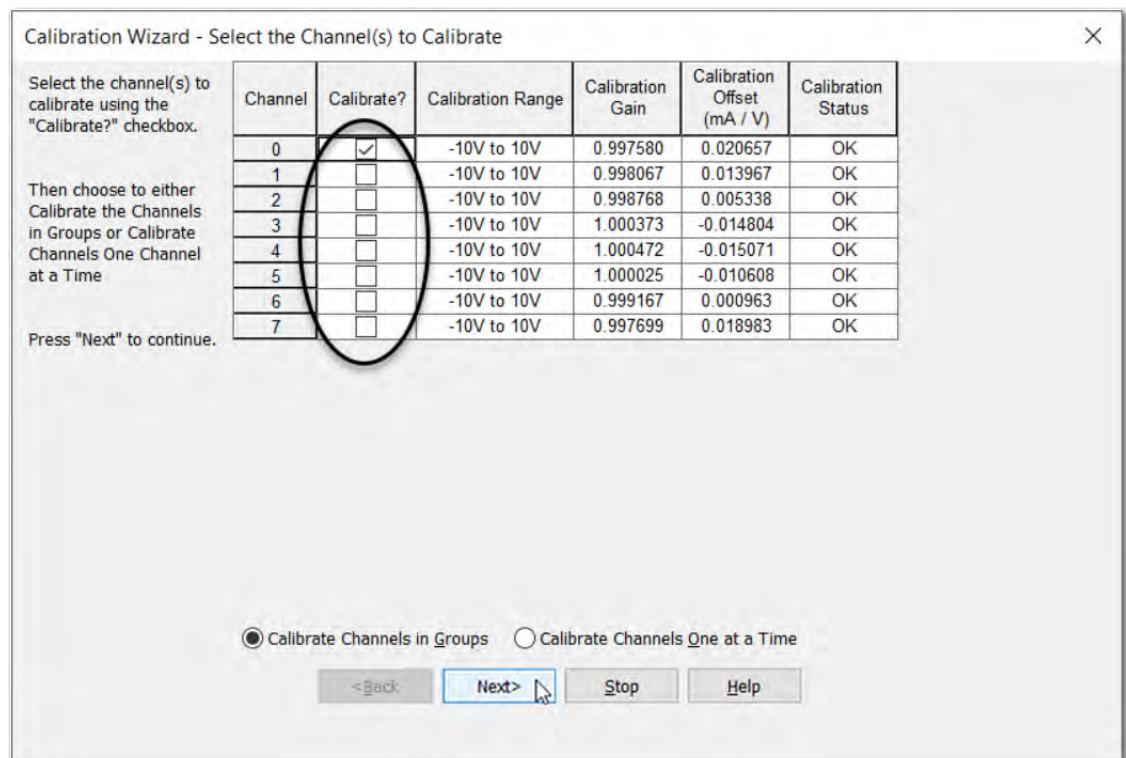 Calibration Wizard - Select the Channel(s) to Calibrate
Select the channel(s) to
calibrate using the
"Calibrate?" checkbox.
Then choose to either
Calibrate the Channels
in Groups or Calibrate
Channels One Channel
at a Time
Press "Next" to continue.
Channel Calibrate? Calibration Range Calibration Gain Calibration Offset (mA / V) Calibration Status
0 -10V to 10V 0.997580 0.020657 OK
1 -10V to 10V 0.998067 0.013967 OK
2 -10V to 10V 0.998768 0.005338 OK
3 -10V to 10V 1.000373 -0.014804 OK
4 -10V to 10V 1.000472 -0.015071 OK
5 -10V to 10V 1.000025 -0.010608 OK
6 -10V to 10V 0.999167 0.000963 OK
7 -10V to 10V 0.997699 0.018983 OK
Calibrate Channels in Groups Calibrate Channels One at a Time
<Back Next> Stop Help